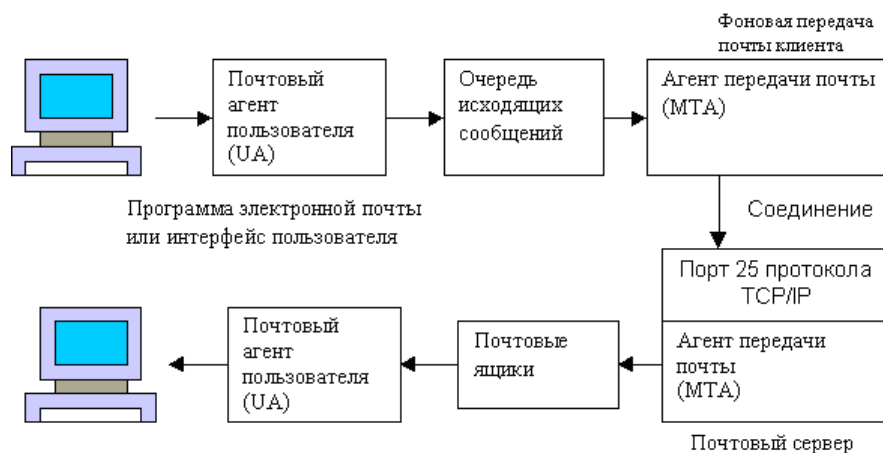 Фоновая передача
почты клиента
Почтовый
агент
пользователя
(UA)
Очередь
исходящих
сообщений
Агент передачи почты
(MTA)
Программа электронной почты
или интерфейс пользователя
Соединение
Порт 25 протокола
TCP/IP
Почтовый
агент
пользователя
(UA)
Почтовые
ящики
Агент передачи
почты
(MTA)
Почтовый сервер